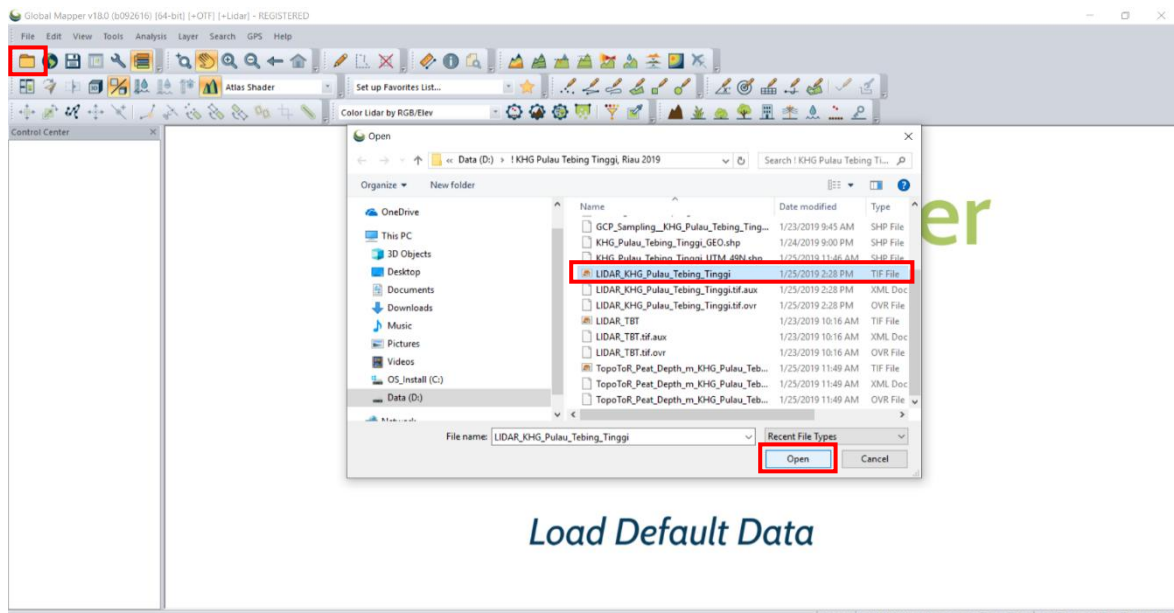 Global Mapper v18.0 (b092616) [64-bit] [+OTF] [+Lidar] - REGISTERED
File Edit View Tools Analysis Layer Search GPS Help
Atlas Shader
Set up Favorites List...
Color Lidar by RGB/Elev
Control Center
Open
« Data (D:) › ! KHG Pulau Tebing Tinggi, Riau 2019
Search ! KHG Pulau Tebing Ti...
Organize New folder
Name Date modified Type
OneDrive
This PC
3D Objects
Desktop
Documents
Downloads
Music
Pictures
Videos
OS_Install (C:)
Data (D:)
Network
GCP_Sampling__KHG_Pulau_Tebing_Ting... 1/23/2019 9:45 AM SHP File
KHG_Pulau_Tebing_Tinggi_GEO.shp 1/24/2019 9:00 PM SHP File
KHG_Pulau_Tebing_Tinggi_UTM_49N.shp 1/25/2019 11:46 AM SHP File
LIDAR_KHG_Pulau_Tebing_Tinggi 1/25/2019 2:28 PM TIF File
LIDAR_KHG_Pulau_Tebing_Tinggi.tif.aux 1/25/2019 2:28 PM XML Doc
LIDAR_KHG_Pulau_Tebing_Tinggi.tif.ovr 1/25/2019 2:28 PM OVR File
LIDAR_TBT 1/23/2019 10:16 AM TIF File
LIDAR_TBT.tif.aux 1/23/2019 10:16 AM XML Doc
LIDAR_TBT.tif.ovr 1/23/2019 10:16 AM OVR File
TopoToR_Peat_Depth_m_KHG_Pulau_Teb... 1/25/2019 11:49 AM TIF File
TopoToR_Peat_Depth_m_KHG_Pulau_Teb... 1/25/2019 11:49 AM XML Doc
TopoToR_Peat_Depth_m_KHG_Pulau_Teb... 1/25/2019 11:49 AM OVR File
File name: LIDAR_KHG_Pulau_Tebing_Tinggi Recent File Types
Open Cancel
er
Load Default Data